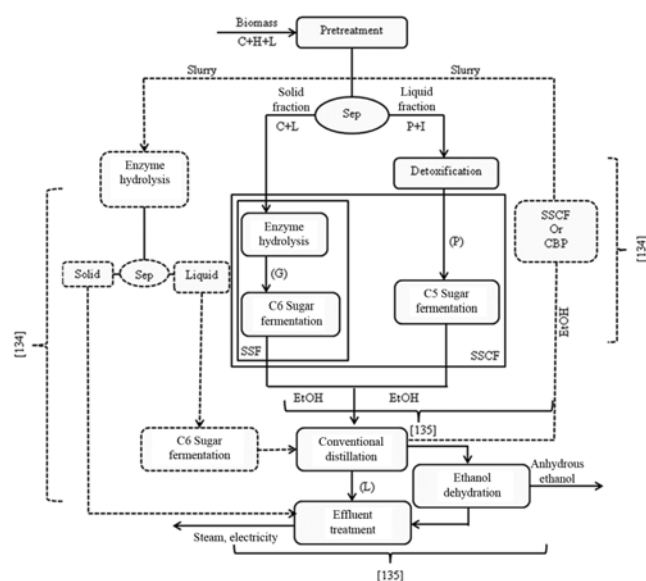 Biomass
C+H+L
Pretreatment
Slurry
Slurry
Solid
fraction
C+L
Sep
Liquid
fraction
P+I
Enzyme
hydrolysis
Detoxification
SSCF
Or
CBP
[134]
Enzyme
hydrolysis
(P)
Solid
Sep
Liquid
(G)
C6 Sugar
fermentation
C5 Sugar
fermentation
EtOH
[134]
SSF
SSCF
EtOH
EtOH
[135]
C6 Sugar
fermentation
Conventional
distillation
Ethanol
dehydration
Anhydrous
ethanol
(L)
Effluent
treatment
Steam, electricity
[135]